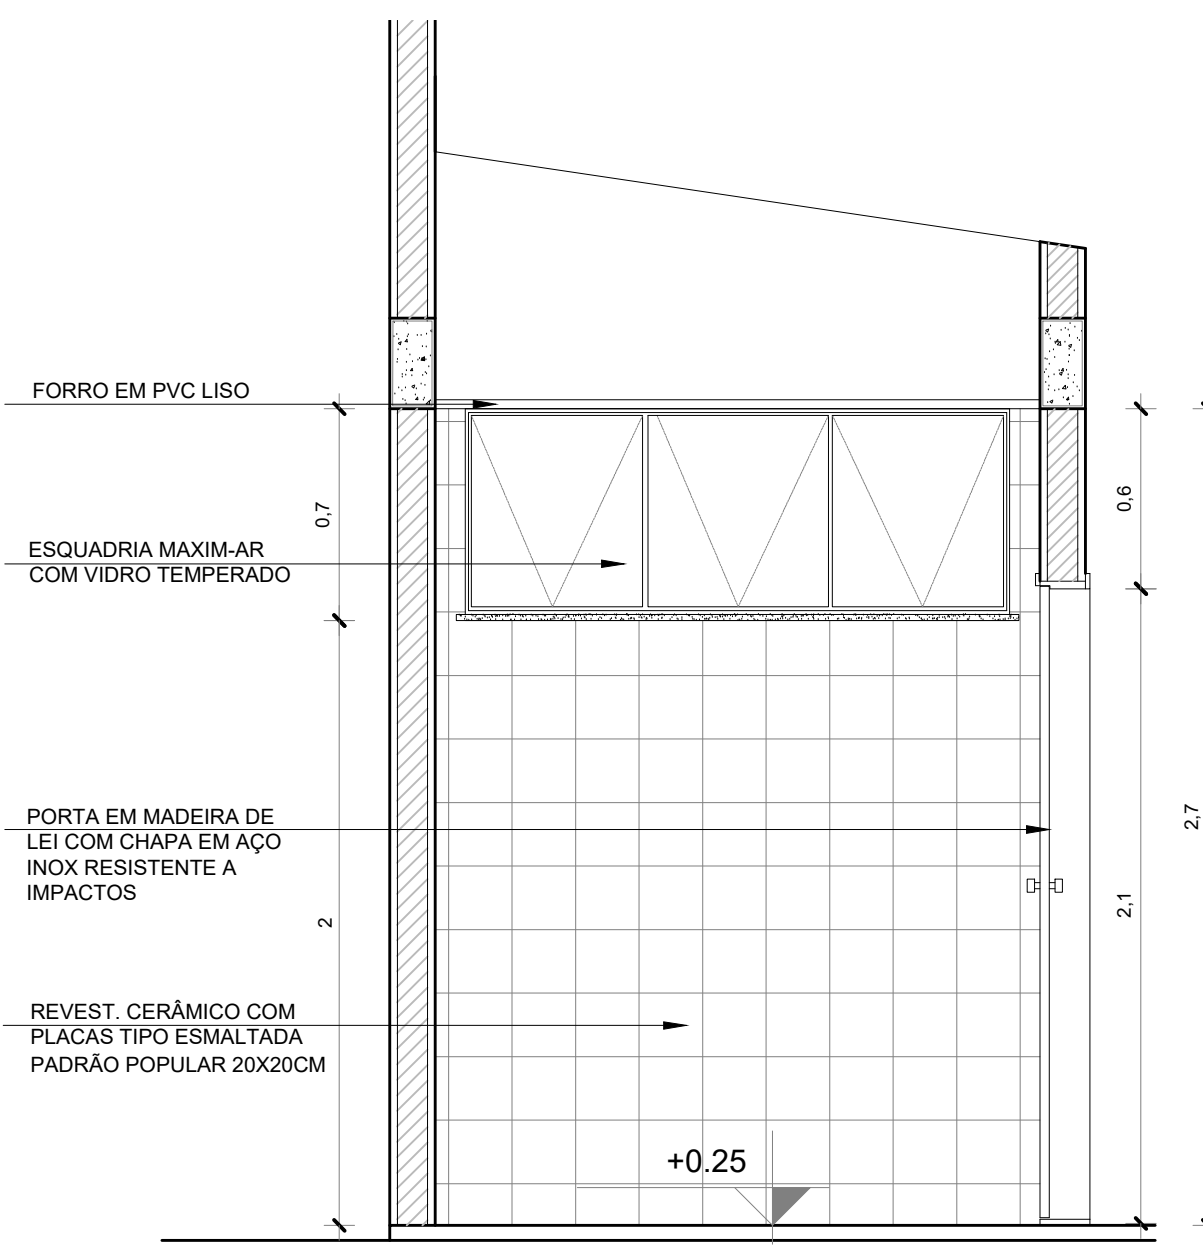 FORRO EM PVC LISO
0,7
0,6
ESQUADRIA MAXIM-AR
COM VIDRO TEMPERADO
PORTA EM MADEIRA DE
LEI COM CHAPA EM AÇO
INOX RESISTENTE A
IMPACTOS
2,7
2,1
2
REVEST. CERÂMICO COM
PLACAS TIPO ESMALTADA
PADRÃO POPULAR 20X20CM
+0.25